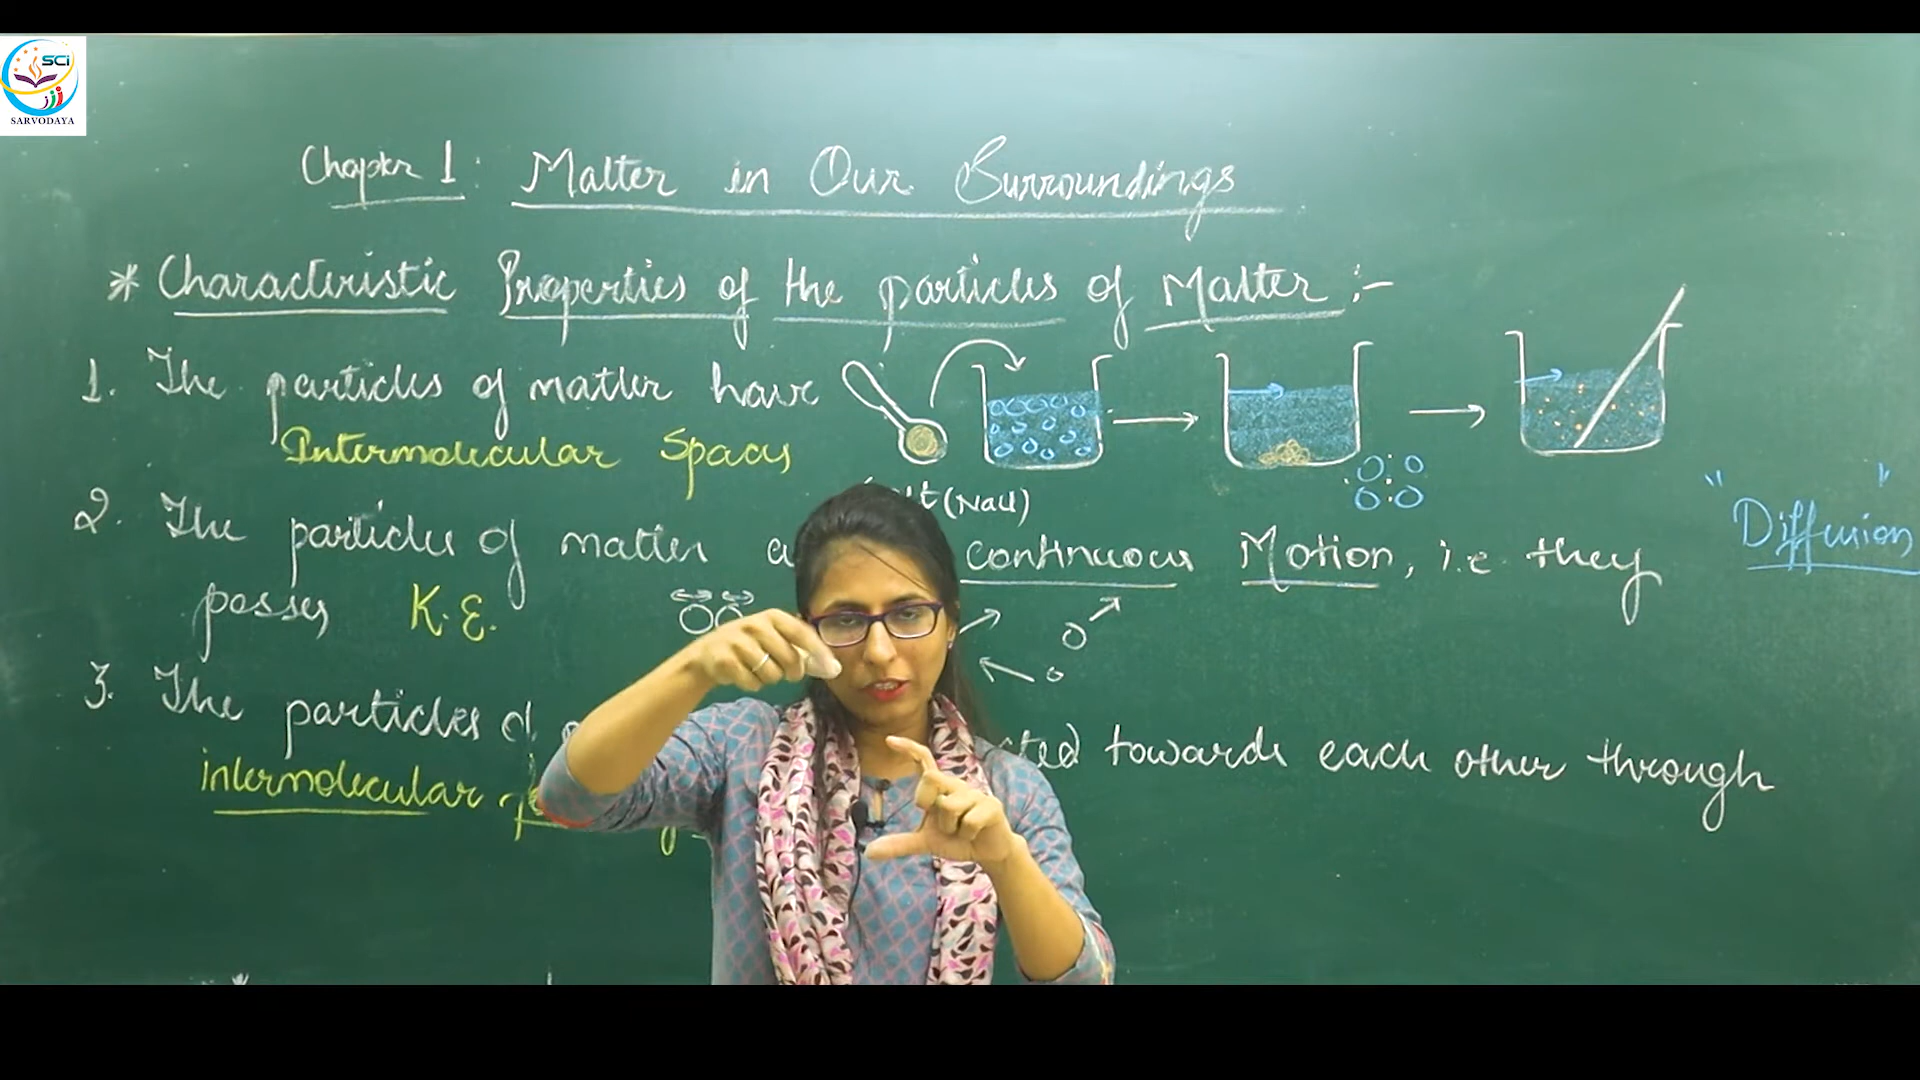 SCi
SARVODAYA
Chapter 1: Matter in Our Surroundings
* Characteristic Properties of the particles of Matter :-
1. The particles of matter have
Intermolecular Spaces
(NaCl)
2. The particles of matter continuous Motion, i.e they
posses K.E.
"Diffusion"
3. The particles of towards each other through
intermolecular